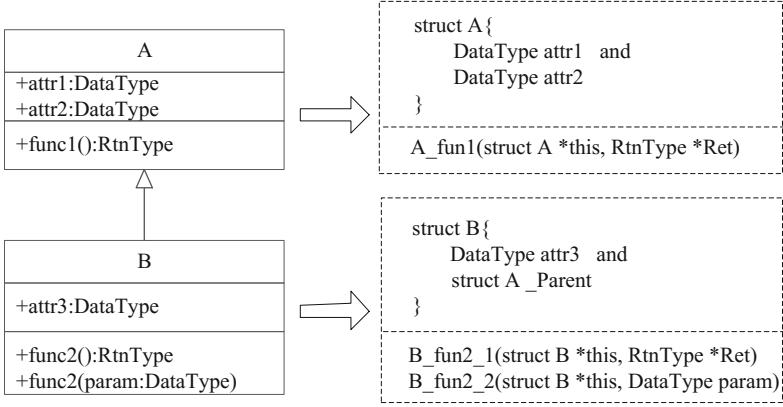 A
+attr1:DataType
+attr2:DataType
+func1():RtnType
struct A{
DataType attr1 and
DataType attr2
}
A_fun1(struct A *this, RtnType *Ret)
B
+attr3:DataType
+func2():RtnType
+func2(param:DataType)
struct B{
DataType attr3 and
struct A _Parent
}
B_fun2_1(struct B *this, RtnType *Ret)
B_fun2_2(struct B *this, DataType param)